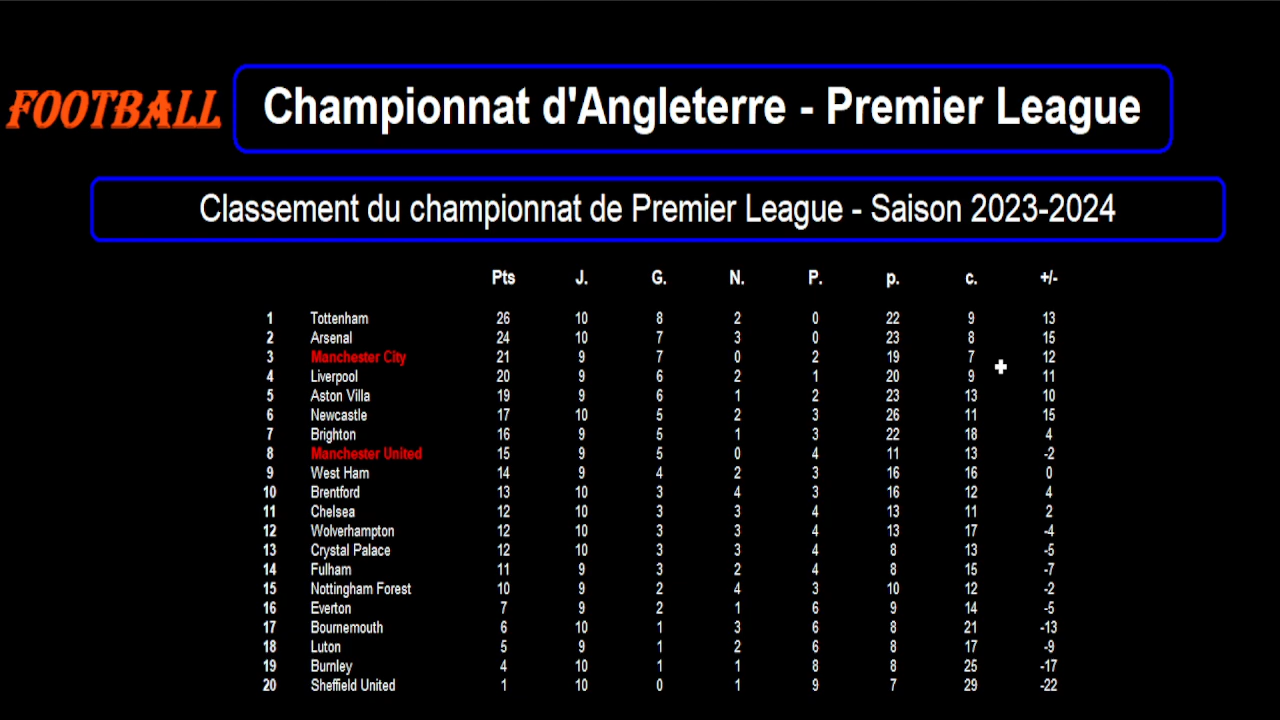 FOOTBALL
Championnat d'Angleterre - Premier League
Classement du championnat de Premier League - Saison 2023-2024
Pts J. G. N. P. p. c. +/-
1 Tottenham 26 10 8 2 0 22 9 13
2 Arsenal 24 10 7 3 0 23 8 15
3 Manchester City 21 9 7 0 2 19 7 12
4 Liverpool 20 9 6 2 1 20 9 11
5 Aston Villa 19 9 6 1 2 23 13 10
6 Newcastle 17 10 5 2 3 26 11 15
7 Brighton 16 9 5 1 3 22 18 4
8 Manchester United 15 9 5 0 4 11 13 -2
9 West Ham 14 9 4 2 3 16 16 0
10 Brentford 13 10 3 4 3 16 12 4
11 Chelsea 12 10 3 3 4 13 11 2
12 Wolverhampton 12 10 3 3 4 13 17 -4
13 Crystal Palace 12 10 3 3 4 8 13 -5
14 Fulham 11 9 3 2 4 8 15 -7
15 Nottingham Forest 10 9 2 4 3 10 12 -2
16 Everton 7 9 2 1 6 9 14 -5
17 Bournemouth 6 10 1 3 6 8 21 -13
18 Luton 5 9 1 2 6 8 17 -9
19 Burnley 4 10 1 1 8 8 25 -17
20 Sheffield United 1 10 0 1 9 7 29 -22